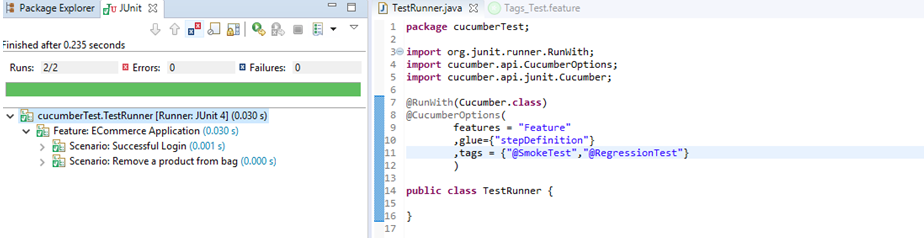 Package Explorer JUnit
Finished after 0.235 seconds
Runs: 2/2 Errors: 0 Failures: 0
cucumberTest.TestRunner [Runner: JUnit 4] (0.030 s)
Feature: ECommerce Application (0.030 s)
Scenario: Successful Login (0.001 s)
Scenario: Remove a product from bag (0.000 s)
TestRunner.java Tags_Test.feature
1 package cucumberTest;
2
3 import org.junit.runner.RunWith;
4 import cucumber.api.CucumberOptions;
5 import cucumber.api.junit.Cucumber;
6
7 @RunWith(Cucumber.class)
8 @CucumberOptions(
9 features = "Feature"
10 ,glue={"stepDefinition"}
11 ,tags = {"@SmokeTest","@RegressionTest"}
12 )
13
14 public class TestRunner {
15
16 }
17